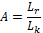 A = L_r / L_k